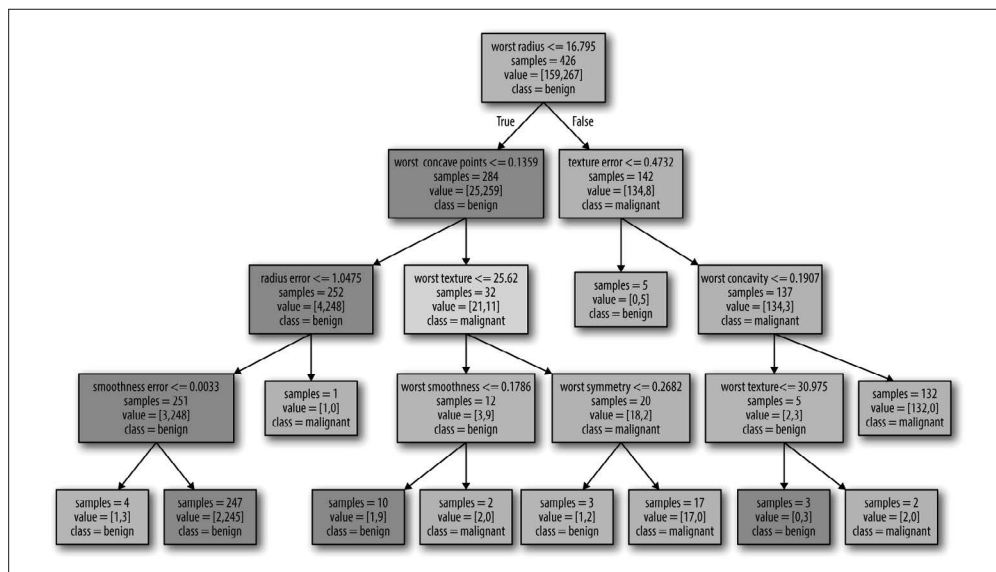 worst radius <= 16.795
samples = 426
value = [159,267]
class = benign
True
False
worst concave points <= 0.1359
samples = 284
value = [25,259]
class = benign
texture error <= 0.4732
samples = 142
value = [134,8]
class = malignant
radius error <= 1.0475
samples = 252
value = [4,248]
class = benign
worst texture <= 25.62
samples = 32
value = [21,11]
class = malignant
samples = 5
value = [0,5]
class = benign
worst concavity <= 0.1907
samples = 137
value = [134,3]
class = malignant
smoothness error <= 0.0033
samples = 251
value = [3,248]
class = benign
samples = 1
value = [1,0]
class = malignant
worst smoothness <= 0.1786
samples = 12
value = [3,9]
class = benign
worst symmetry <= 0.2682
samples = 20
value = [18,2]
class = malignant
worst texture<= 30.975
samples = 5
value = [2,3]
class = benign
samples = 132
value = [132,0]
class = malignant
samples = 4
value = [1,3]
class = benign
samples = 247
value = [2,245]
class = benign
samples = 10
value = [1,9]
class = benign
samples = 2
value = [2,0]
class = malignant
samples = 3
value = [1,2]
class = benign
samples = 17
value = [17,0]
class = malignant
samples = 3
value = [0,3]
class = benign
samples = 2
value = [2,0]
class = malignant